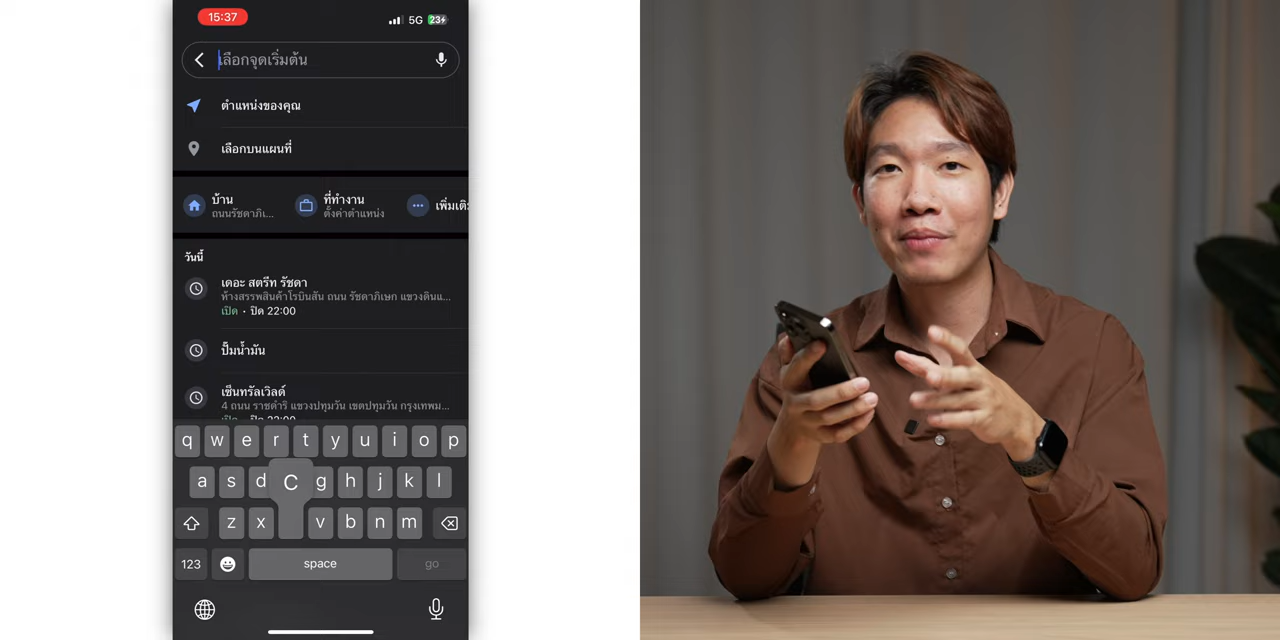 15:37
5G 23
เลือกจุดเริ่มต้น
ตำแหน่งของคุณ
เลือกบนแผนที่
บ้าน
ถนนรัชดาภิเ...
ที่ทำงาน
ตั้งค่าตำแหน่ง
เพิ่มเติ
วันนี้
เดอะ สตรีท รัชดา
ห้างสรรพสินค้าโรบินสัน ถนน รัชดาภิเษก แขวงดินแ...
เปิด · ปิด 22:00
ปั๊มน้ำมัน
เซ็นทรัลเวิลด์
4 ถนน ราชดำริ แขวงปทุมวัน เขตปทุมวัน กรุงเทพม...
เปิด · ปิด 22:00
q w e r t y u i o p
a s d C g h j k l
z x v b n m
123 space go